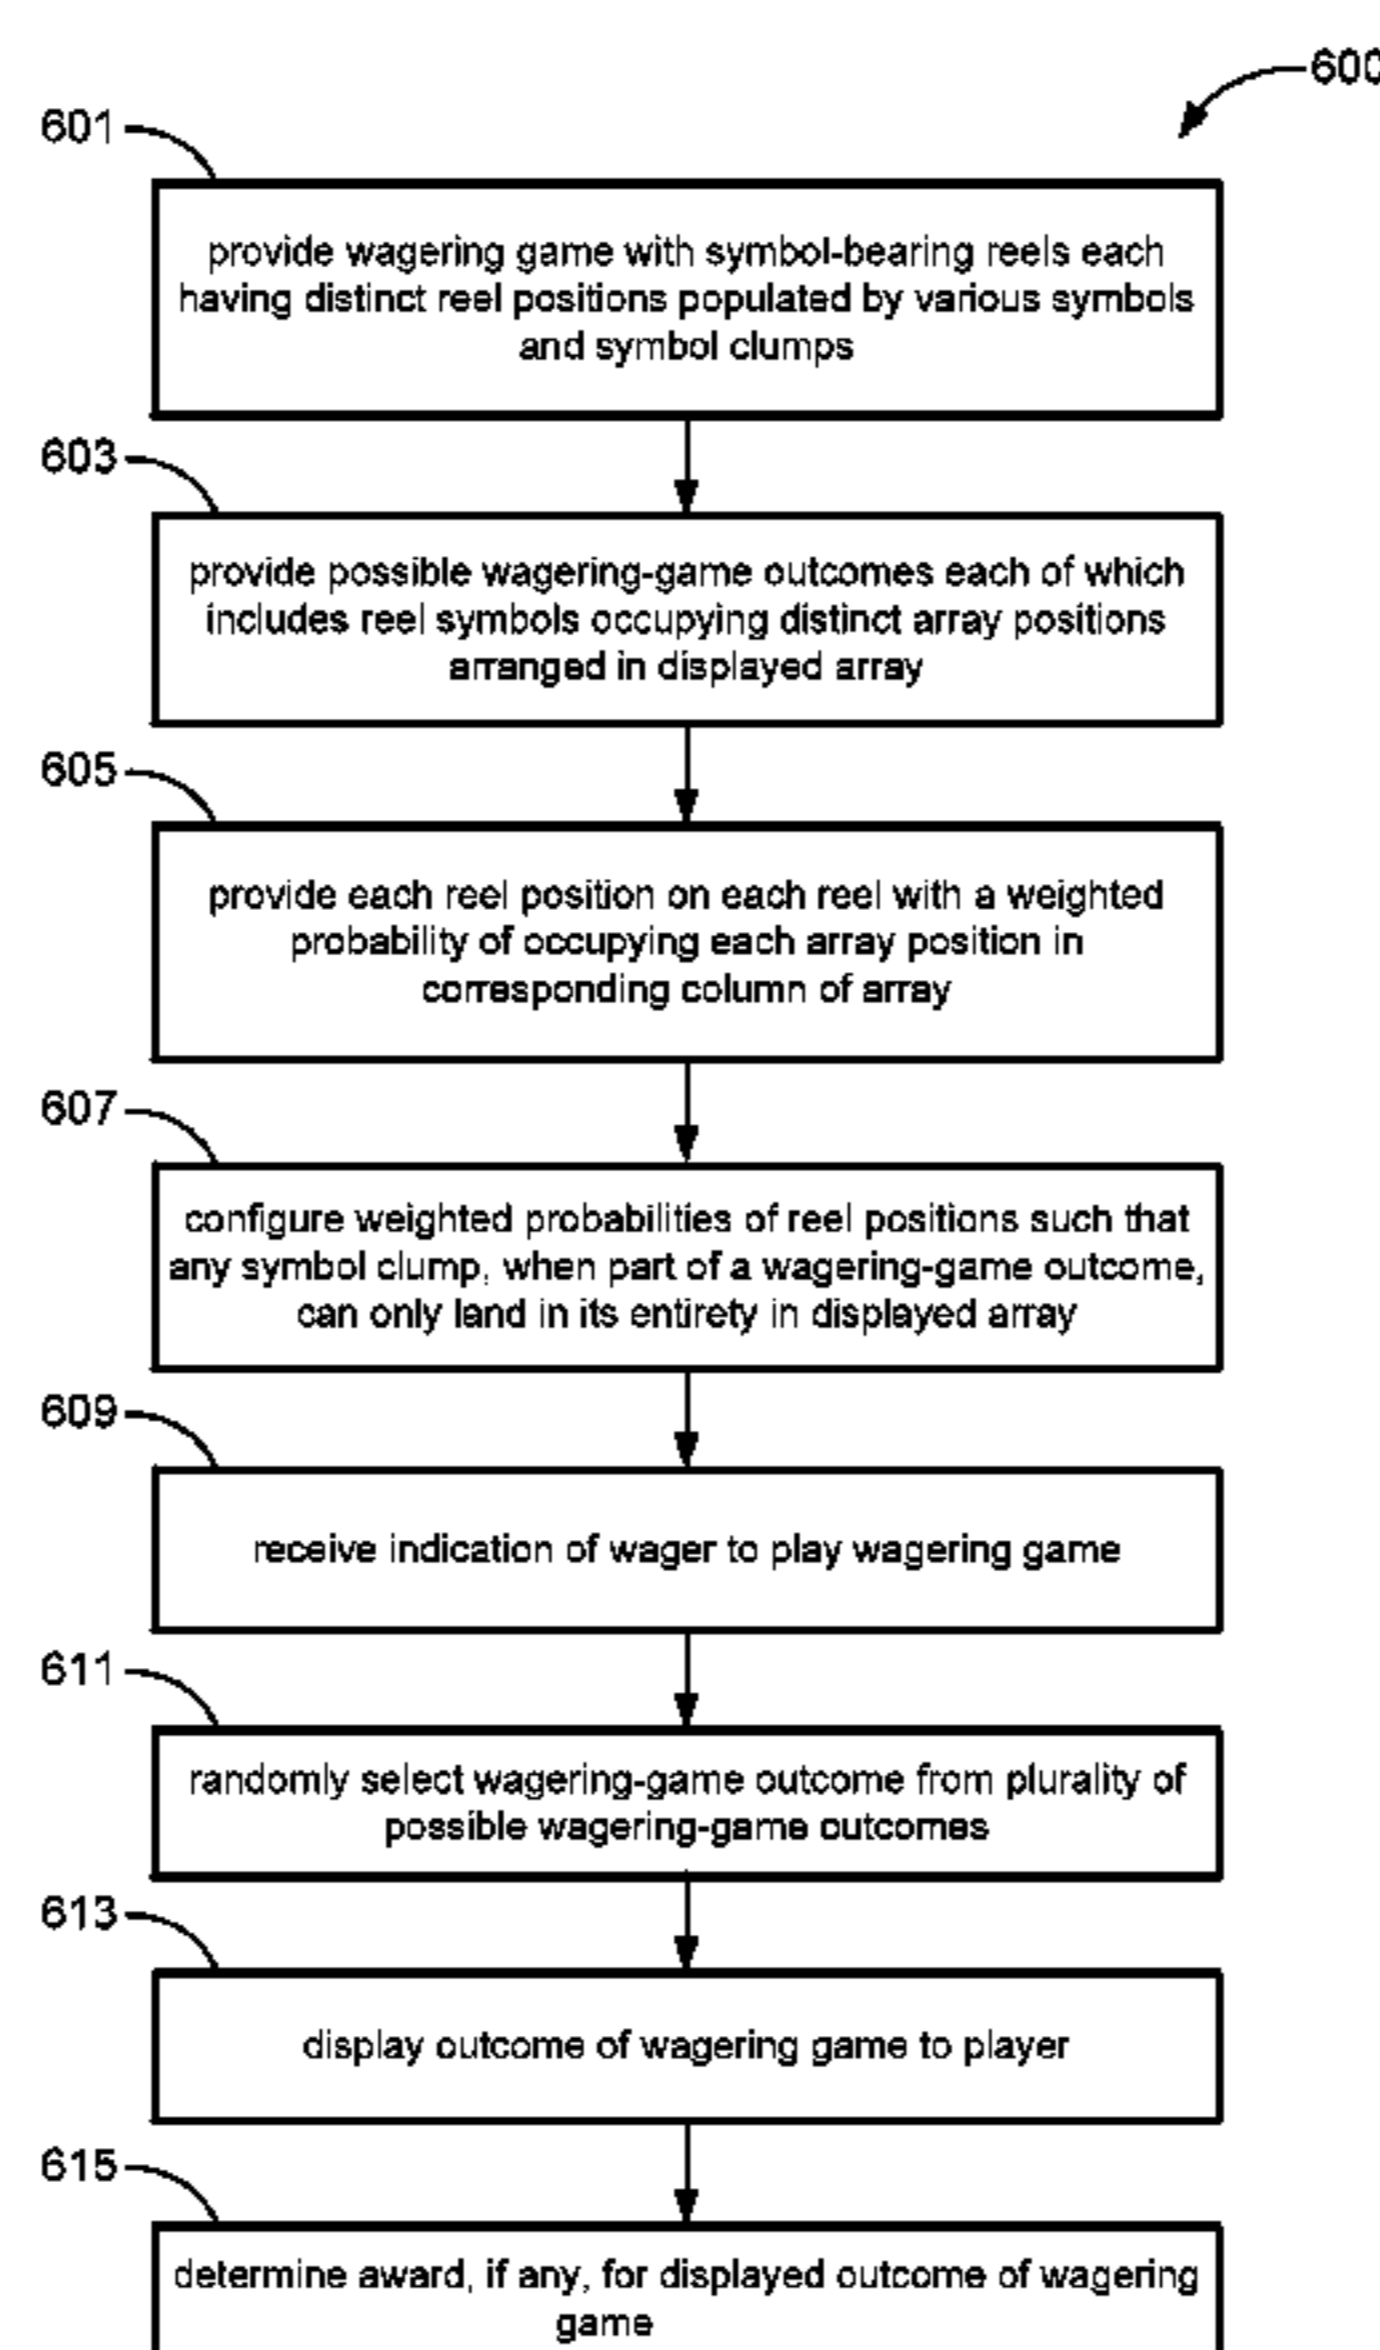 600
601
provide wagering game with symbol-bearing reels each
having distinct reel positions populated by various symbols
and symbol clumps
603
provide possible wagering-game outcomes each of which
includes reel symbols occupying distinct array positions
arranged in displayed array
605
provide each reel position on each reel with a weighted
probability of occupying each array position in
corresponding column of array
607
configure weighted probabilities of reel positions such that
any symbol clump, when part of a wagering-game outcome,
can only land in its entirety in displayed array
609
receive indication of wager to play wagering game
611
randomly select wagering-game outcome from plurality of
possible wagering-game outcomes
613
display outcome of wagering game to player
615
determine award, if any, for displayed outcome of wagering
game